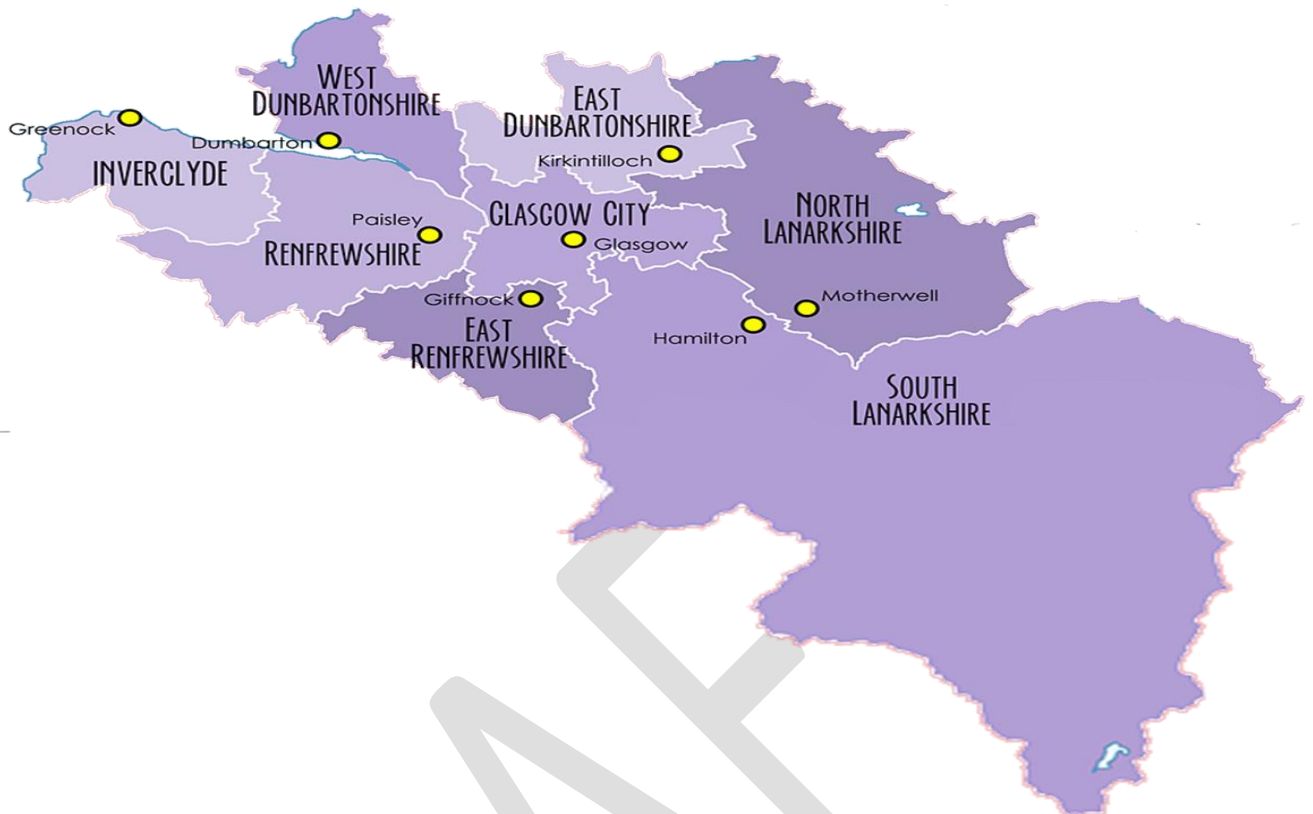 WEST
DUNBARTONSHIRE
EAST
DUNBARTONSHIRE
Greenock
Dumbarton
Kirkintilloch
INVERCLYDE
Paisley
GLASGOW CITY
NORTH
LANARKSHIRE
RENFREWSHIRE
Glasgow
Giffnock
Motherwell
EAST
RENFREWSHIRE
Hamilton
SOUTH
LANARKSHIRE